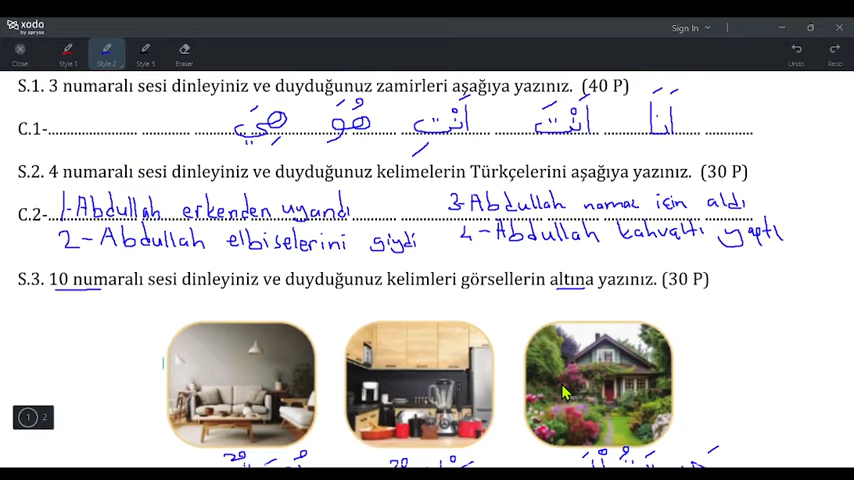 xodo
by apryse
Sign In
Close Style 1 Style 2 Style 3 Eraser Undo Redo
S.1. 3 numaralı sesi dinleyiniz ve duyduğunuz zamirleri aşağıya yazınız. (40 P)
C.1- أَنَا أَنْتَ أَنْتِ هُوَ هِيَ
S.2. 4 numaralı sesi dinleyiniz ve duyduğunuz kelimelerin Türkçelerini aşağıya yazınız. (30 P)
C.2- 1-Abdullah erkenden uyandı 3-Abdullah namaz için aldı
2-Abdullah elbiselerini giydi 4-Abdullah kahvaltı yaptı
S.3. 10 numaralı sesi dinleyiniz ve duyduğunuz kelimleri görsellerin altına yazınız. (30 P)
1 2